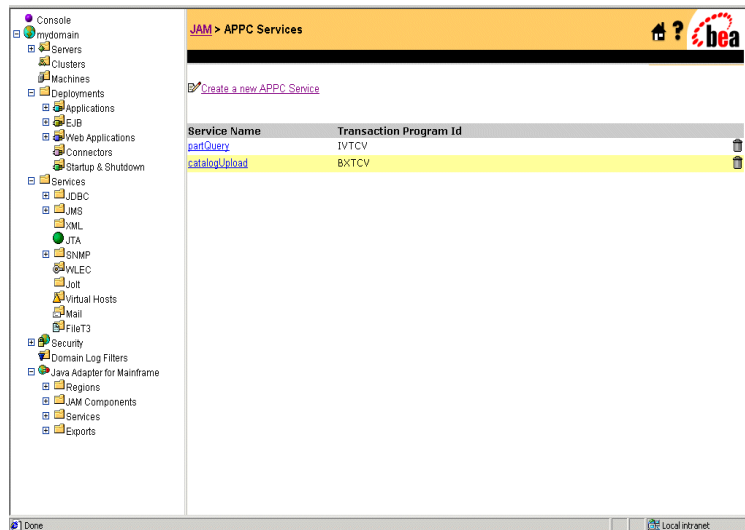 Console
mydomain
Servers
Clusters
Machines
Deployments
Applications
EJB
Web Applications
Connectors
Startup & Shutdown
Services
JDBC
JMS
XML
JTA
SNMP
WLEC
Jolt
Virtual Hosts
Mail
FileT3
Security
Domain Log Filters
Java Adapter for Mainframe
Regions
JAM Components
Services
Exports
JAM > APPC Services
? bea
Create a new APPC Service
Service Name Transaction Program Id
partQuery IVTCV
catalogUpload BXTCV
Done Local intranet